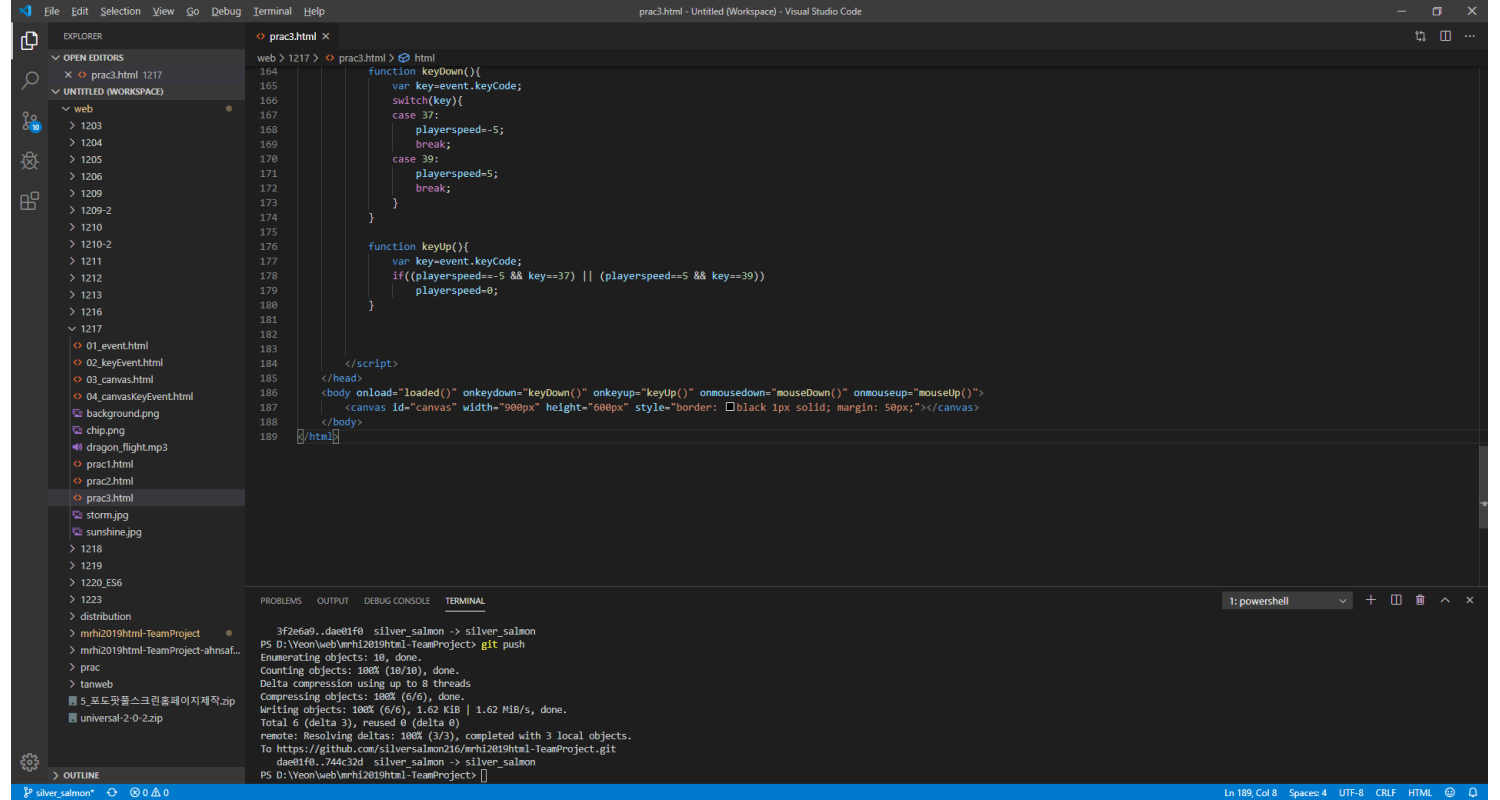 File Edit Selection View Go Debug Terminal Help
prac3.html - Untitled (Workspace) - Visual Studio Code
EXPLORER
OPEN EDITORS
prac3.html 1217
UNTITLED (WORKSPACE)
web
1203
1204
1205
1206
1209
1209-2
1210
1210-2
1211
1212
1213
1216
1217
01_event.html
02_keyEvent.html
03_canvas.html
04_canvasKeyEvent.html
background.png
chip.png
dragon_flight.mp3
prac1.html
prac2.html
prac3.html
storm.jpg
sunshine.jpg
1218
1219
1220_ES6
1223
distribution
mrhi2019html-TeamProject
mrhi2019html-TeamProject-ahnsaf...
prac
tanweb
5_포도팟풀스크린홈페이지제작.zip
universal-2-0-2.zip
OUTLINE
10
prac3.html
web > 1217 > prac3.html > html
164 function keyDown(){
165 var key=event.keyCode;
166 switch(key){
167 case 37:
168 playerspeed=-5;
169 break;
170 case 39:
171 playerspeed=5;
172 break;
173 }
174 }
175
176 function keyUp(){
177 var key=event.keyCode;
178 if((playerspeed==-5 && key==37) || (playerspeed==5 && key==39))
179 playerspeed=0;
180 }
181
182
183
184 </script>
185 </head>
186 <body onload="loaded()" onkeydown="keyDown()" onkeyup="keyUp()" onmousedown="mouseDown()" onmouseup="mouseUp()">
187 <canvas id="canvas" width="900px" height="600px" style="border: black 1px solid; margin: 50px;"></canvas>
188 </body>
189 </html>
PROBLEMS OUTPUT DEBUG CONSOLE TERMINAL
1: powershell
3f2e6a9..dae01f0 silver_salmon -> silver_salmon
PS D:\Yeon\web\mrhi2019html-TeamProject> git push
Enumerating objects: 10, done.
Counting objects: 100% (10/10), done.
Delta compression using up to 8 threads
Compressing objects: 100% (6/6), done.
Writing objects: 100% (6/6), 1.62 KiB | 1.62 MiB/s, done.
Total 6 (delta 3), reused 0 (delta 0)
remote: Resolving deltas: 100% (3/3), completed with 3 local objects.
To https://github.com/silversalmon216/mrhi2019html-TeamProject.git
dae01f0..744c32d silver_salmon -> silver_salmon
PS D:\Yeon\web\mrhi2019html-TeamProject>
silver_salmon* 0 0
Ln 189, Col 8 Spaces: 4 UTF-8 CRLF HTML